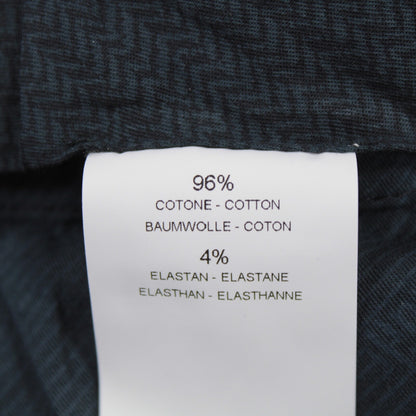 96%
COTONE - COTTON
BAUMWOLLE - COTON
4%
ELASTAN - ELASTANE
ELASTHAN - ELASTHANNE